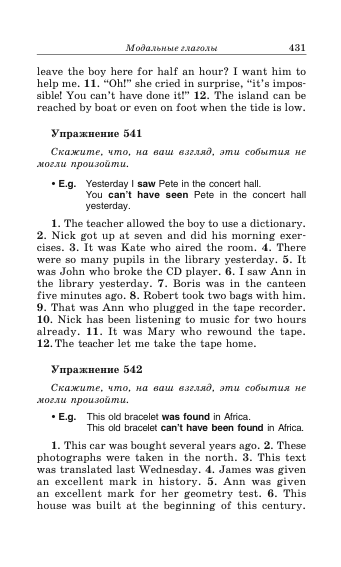 Модальные глаголы 431
leave the boy here for half an hour? I want him to
help me. 11. “Oh!” she cried in surprise, “it’s impos-
sible! You can’t have done it!” 12. The island can be
reached by boat or even on foot when the tide is low.
Упражнение 541
Скажите, что, на ваш взгляд, эти события не
могли произойти.
• E.g. Yesterday I saw Pete in the concert hall.
You can’t have seen Pete in the concert hall
yesterday.
1. The teacher allowed the boy to use a dictionary.
2. Nick got up at seven and did his morning exer-
cises. 3. It was Kate who aired the room. 4. There
were so many pupils in the library yesterday. 5. It
was John who broke the CD player. 6. I saw Ann in
the library yesterday. 7. Boris was in the canteen
five minutes ago. 8. Robert took two bags with him.
9. That was Ann who plugged in the tape recorder.
10. Nick has been listening to music for two hours
already. 11. It was Mary who rewound the tape.
12. The teacher let me take the tape home.
Упражнение 542
Скажите, что, на ваш взгляд, эти события не
могли произойти.
• E.g. This old bracelet was found in Africa.
This old bracelet can’t have been found in Africa.
1. This car was bought several years ago. 2. These
photographs were taken in the north. 3. This text
was translated last Wednesday. 4. James was given
an excellent mark in history. 5. Ann was given
an excellent mark for her geometry test. 6. This
house was built at the beginning of this century.